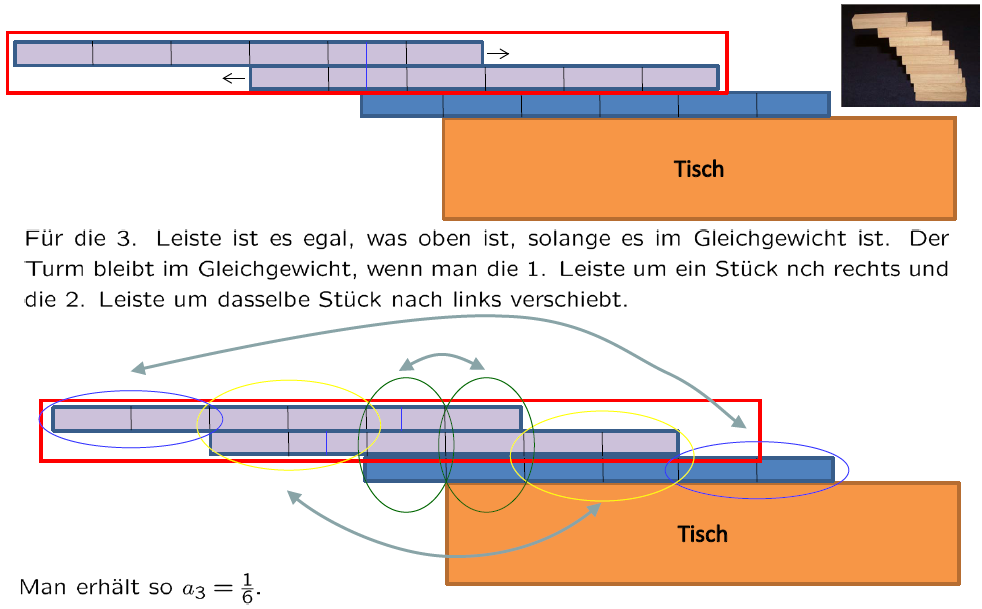 Tisch
Für die 3. Leiste ist es egal, was oben ist, solange es im Gleichgewicht ist. Der
Turm bleibt im Gleichgewicht, wenn man die 1. Leiste um ein Stück nch rechts und
die 2. Leiste um dasselbe Stück nach links verschiebt.
Tisch
Man erhält so $a_3 = \frac{1}{6}$.